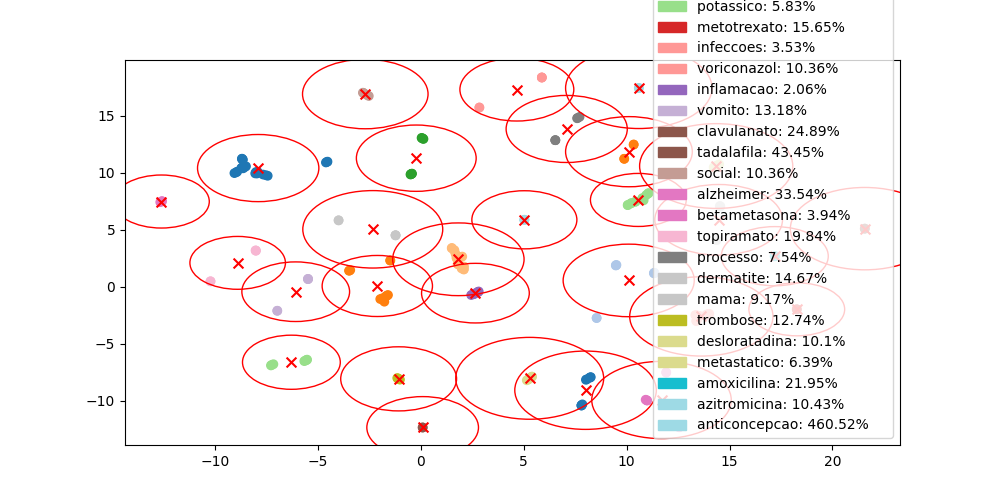 potassico: 5.83%
metotrexato: 15.65%
infeccoes: 3.53%
voriconazol: 10.36%
inflamacao: 2.06%
vomito: 13.18%
clavulanato: 24.89%
tadalafila: 43.45%
social: 10.36%
alzheimer: 33.54%
betametasona: 3.94%
topiramato: 19.84%
processo: 7.54%
dermatite: 14.67%
mama: 9.17%
trombose: 12.74%
desloratadina: 10.1%
metastatico: 6.39%
amoxicilina: 21.95%
azitromicina: 10.43%
anticoncepcao: 460.52%
15
10
5
0
−5
−10
−10 −5 0 5 10 15 20